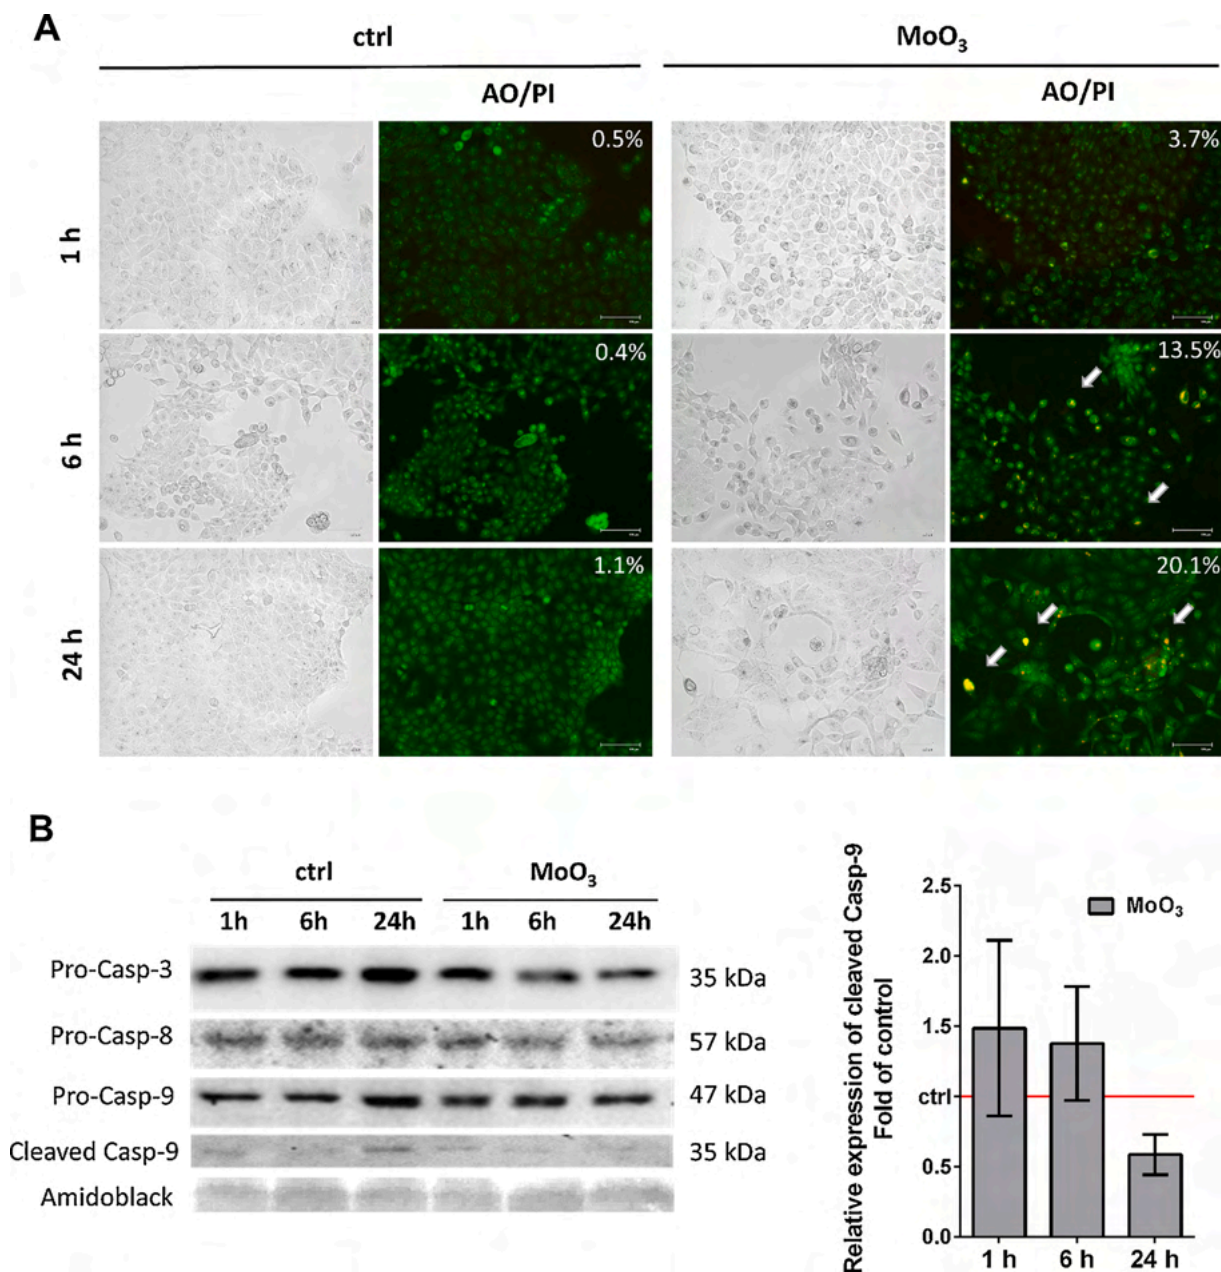 A
ctrl
MoO₃
AO/PI
AO/PI
1 h
0.5%
3.7%
6 h
0.4%
13.5%
24 h
1.1%
20.1%
B
ctrl
MoO₃
1h 6h 24h 1h 6h 24h
Pro-Casp-3 35 kDa
Pro-Casp-8 57 kDa
Pro-Casp-9 47 kDa
Cleaved Casp-9 35 kDa
Amidoblack
Relative expression of cleaved Casp-9
Fold of control
2.5
2.0
1.5
ctrl
0.5
0.0
MoO₃
1 h 6 h 24 h